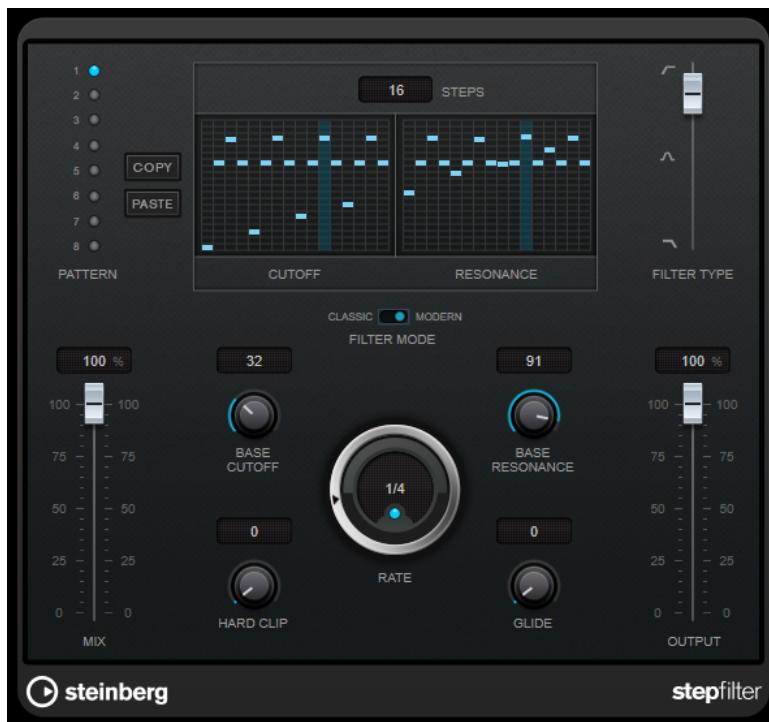 1
2
3
4
5
6
7
8
PATTERN
COPY
PASTE
16 STEPS
CUTOFF
RESONANCE
FILTER TYPE
CLASSIC MODERN
FILTER MODE
100 %
32
91
100 %
100 100
75 75
50 50
25 25
0 0
MIX
BASE
CUTOFF
0
HARD CLIP
1/4
RATE
BASE
RESONANCE
0
GLIDE
100 100
75 75
50 50
25 25
0 0
OUTPUT
steinberg
stepfilter